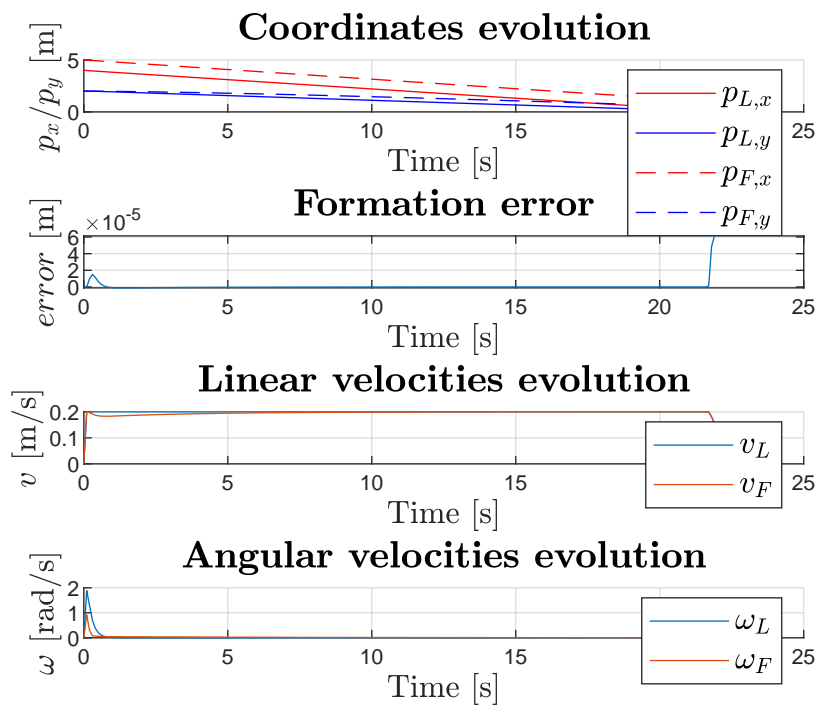 Coordinates evolution
p_x/p_y [m]
5
0
0 5 10 15 25
Time [s]
p_{L,x}
p_{L,y}
p_{F,x}
p_{F,y}
Formation error
×10^{-5}
error [m]
6
4
2
0
0 5 10 15 20 25
Time [s]
Linear velocities evolution
v [m/s]
0.2
0.1
0
0 5 10 15 25
Time [s]
v_L
v_F
Angular velocities evolution
ω [rad/s]
2
1
0
0 5 10 15 25
Time [s]
ω_L
ω_F